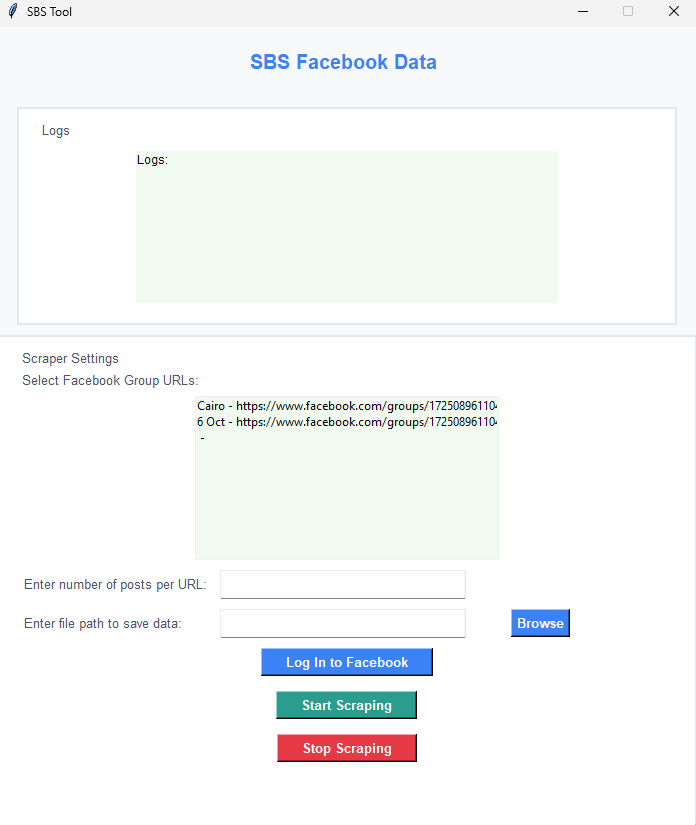 SBS Tool
SBS Facebook Data
Logs
Logs:
Scraper Settings
Select Facebook Group URLs:
Cairo - https://www.facebook.com/groups/172508961104
6 Oct - https://www.facebook.com/groups/172508961104
-
Enter number of posts per URL:
Enter file path to save data:
Browse
Log In to Facebook
Start Scraping
Stop Scraping